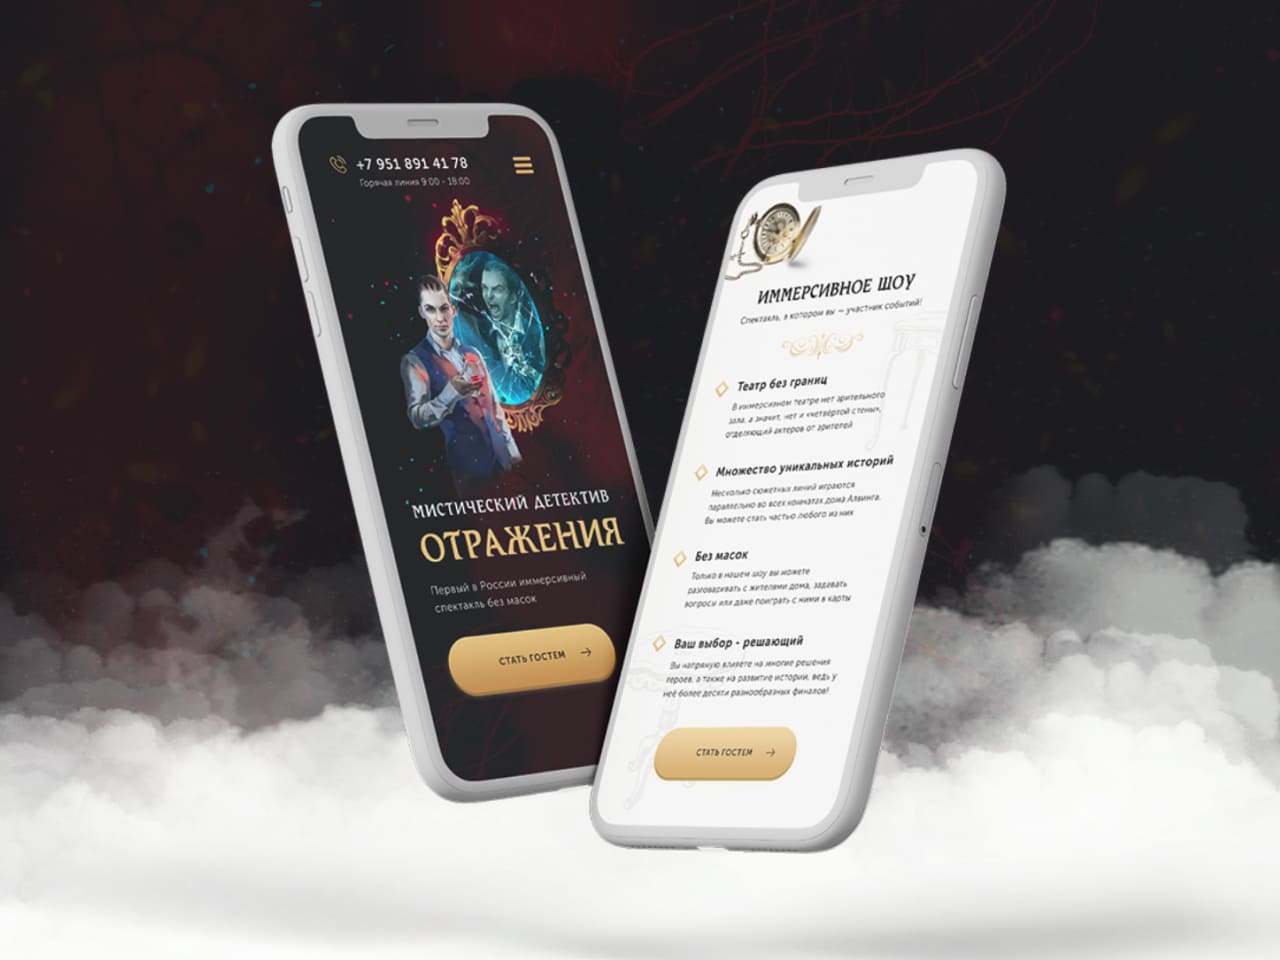 +7 951 891 41 78
Горячая линия 9:00 - 18:00
МИСТИЧЕСКИЙ ДЕТЕКТИВ
ОТРАЖЕНИЯ
Первый в России иммерсивный
спектакль без масок
СТАТЬ ГОСТЕМ
ИММЕРСИВНОЕ ШОУ
Спектакль, в котором вы — участник событий!
Театр без границ
В иммерсивном театре нет зрительного
зала, а значит, нет и «четвёртой стены»,
отделяющий актеров от зрителей
Множество уникальных историй
Несколько сюжетных линий играются
параллельно во всех комнатах дома Алвинга.
Вы можете стать частью любого из них
Без масок
Только в нашем шоу вы можете
разговаривать с жителями дома, задавать
вопросы или даже поиграть с ними в карты
Ваш выбор - решающий
Вы напрямую влияете на многие решения
героев, а также на развитие истории, ведь у
неё более десяти разнообразных финалов!
СТАТЬ ГОСТЕМ